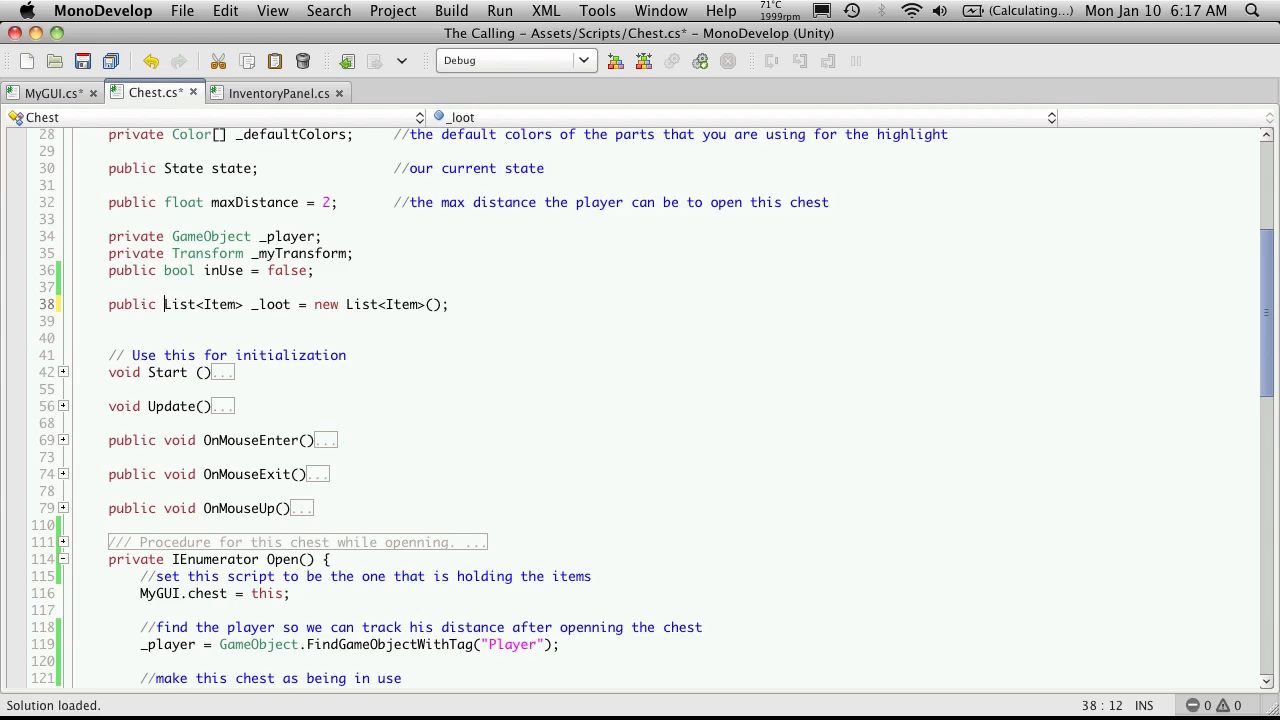 MonoDevelop File Edit View Search Project Build Run XML Tools Window Help 71°C 1999rpm (Calculating...) Mon Jan 10 6:17 AM
The Calling - Assets/Scripts/Chest.cs* - MonoDevelop (Unity)
Debug
MyGUI.cs* Chest.cs* InventoryPanel.cs
Chest _loot
28 private Color[] _defaultColors; //the default colors of the parts that you are using for the highlight
29
30 public State state; //our current state
31
32 public float maxDistance = 2; //the max distance the player can be to open this chest
33
34 private GameObject _player;
35 private Transform _myTransform;
36 public bool inUse = false;
37
38 public List<Item> _loot = new List<Item>();
39
40
41 // Use this for initialization
42 void Start ()...
55
56 void Update()...
68
69 public void OnMouseEnter()...
73
74 public void OnMouseExit()...
78
79 public void OnMouseUp()...
110
111 /// Procedure for this chest while openning. ...
114 private IEnumerator Open() {
115 //set this script to be the one that is holding the items
116 MyGUI.chest = this;
117
118 //find the player so we can track his distance after openning the chest
119 _player = GameObject.FindGameObjectWithTag("Player");
120
121 //make this chest as being in use
Solution loaded. 38 : 12 INS 0 0